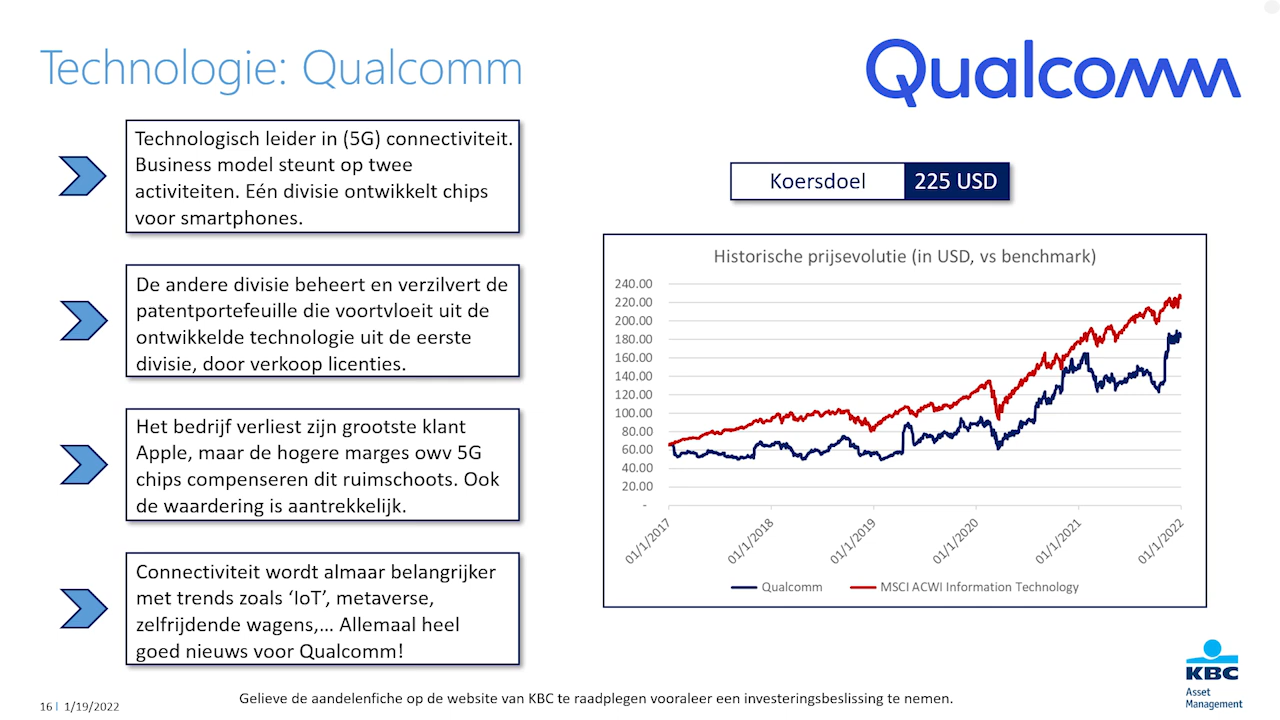 Technologie: Qualcomm
Qualcomm
Technologisch leider in (5G) connectiviteit.
Business model steunt op twee
activiteiten. Eén divisie ontwikkelt chips
voor smartphones.
De andere divisie beheert en verzilvert de
patentportefeuille die voortvloeit uit de
ontwikkelde technologie uit de eerste
divisie, door verkoop licenties.
Het bedrijf verliest zijn grootste klant
Apple, maar de hogere marges owv 5G
chips compenseren dit ruimschoots. Ook
de waardering is aantrekkelijk.
Connectiviteit wordt almaar belangrijker
met trends zoals ‘IoT’, metaverse,
zelfrijdende wagens,… Allemaal heel
goed nieuws voor Qualcomm!
Koersdoel 225 USD
Historische prijsevolutie (in USD, vs benchmark)
240.00
220.00
200.00
180.00
160.00
140.00
120.00
100.00
80.00
60.00
40.00
20.00
-
01/1/2017
01/1/2018
01/1/2019
01/1/2020
01/1/2021
01/1/2022
Qualcomm
MSCI ACWI Information Technology
KBC
Asset
Management
16 | 1/19/2022
Gelieve de aandelenfiche op de website van KBC te raadplegen vooraleer een investeringsbeslissing te nemen.